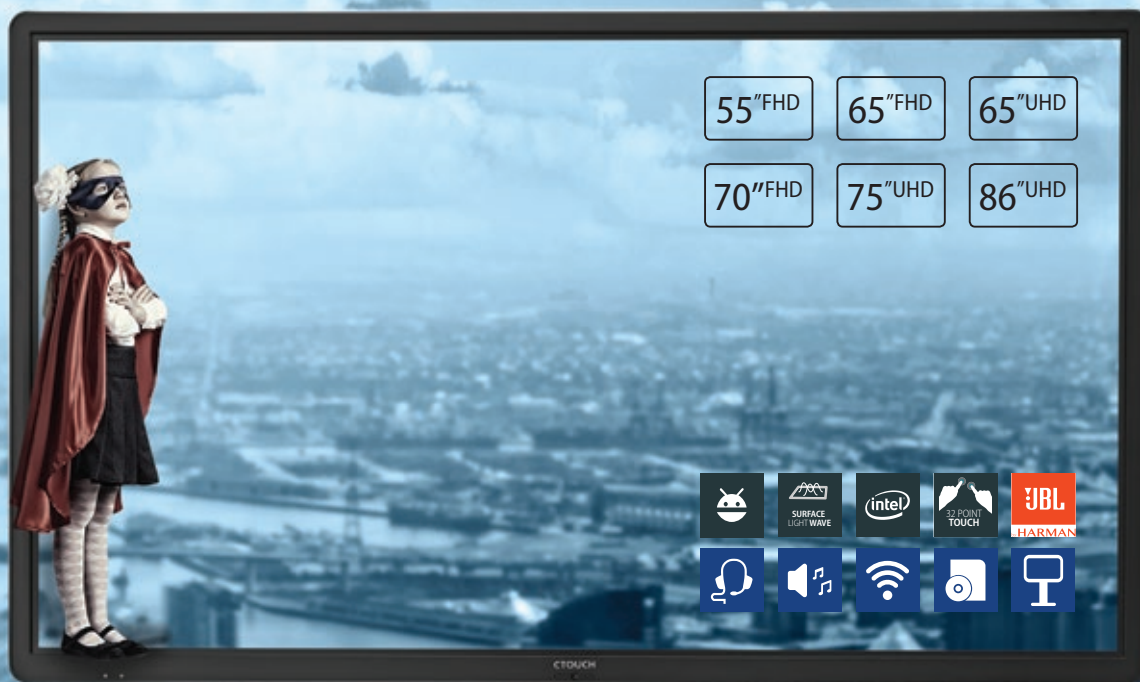 55″FHD
65″FHD
65″UHD
70″FHD
75″UHD
86″UHD
SURFACE
LIGHT WAVE
intel
32 POINT
TOUCH
JBL
HARMAN
CTOUCH